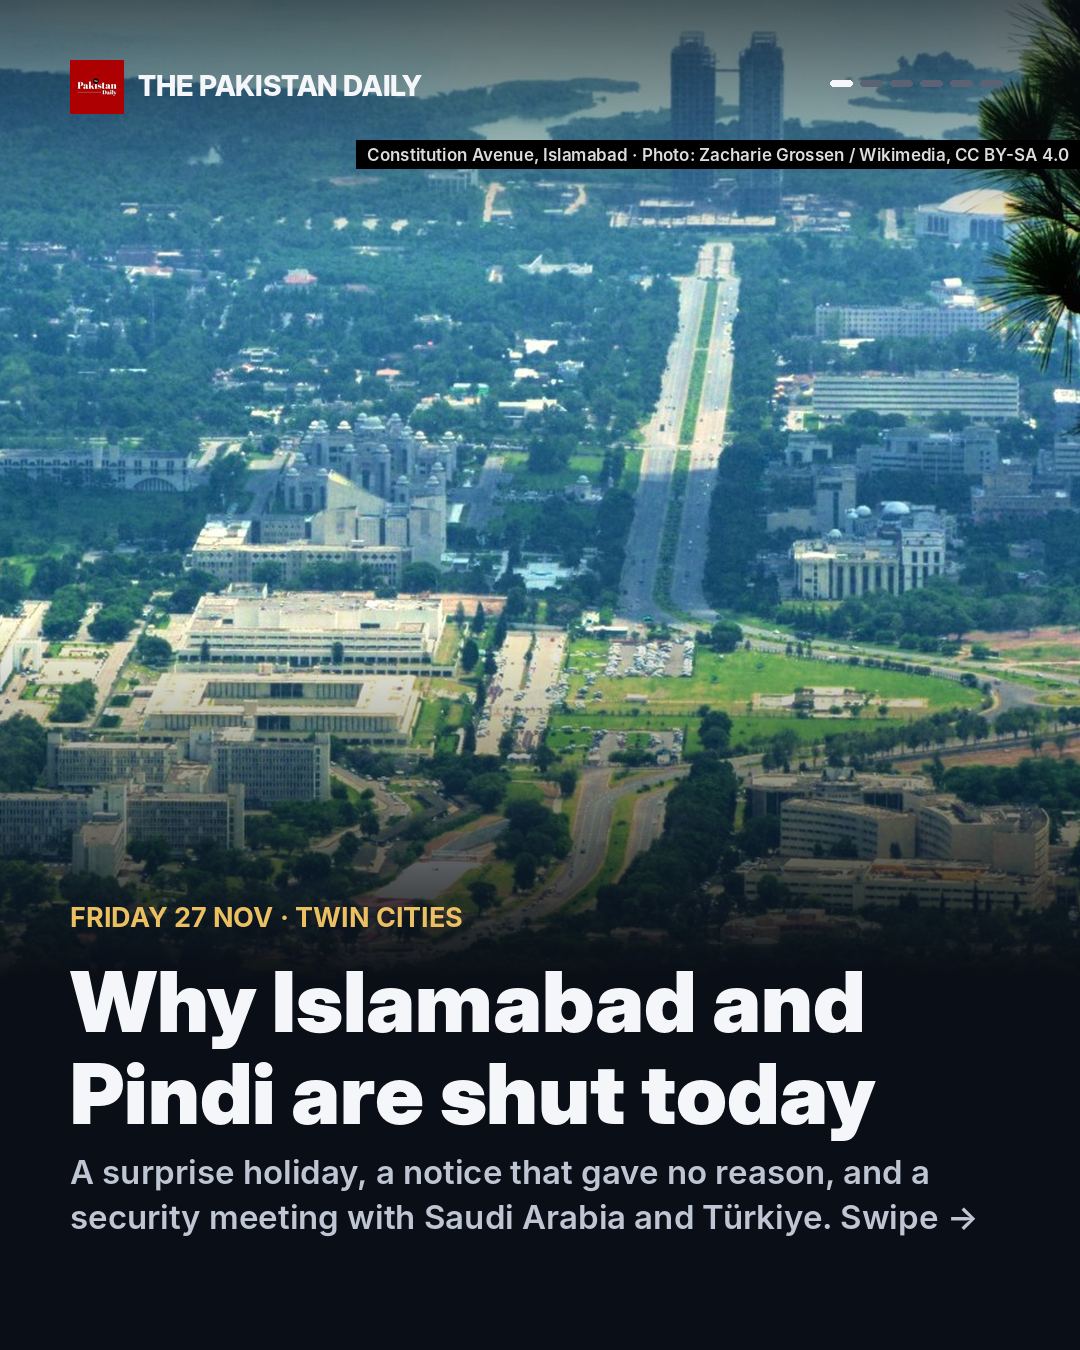 Pakistan
Daily
THE PAKISTAN DAILY
Constitution Avenue, Islamabad · Photo: Zacharie Grossen / Wikimedia, CC BY-SA 4.0
FRIDAY 27 NOV · TWIN CITIES
Why Islamabad and
Pindi are shut today
A surprise holiday, a notice that gave no reason, and a
security meeting with Saudi Arabia and Türkiye. Swipe →